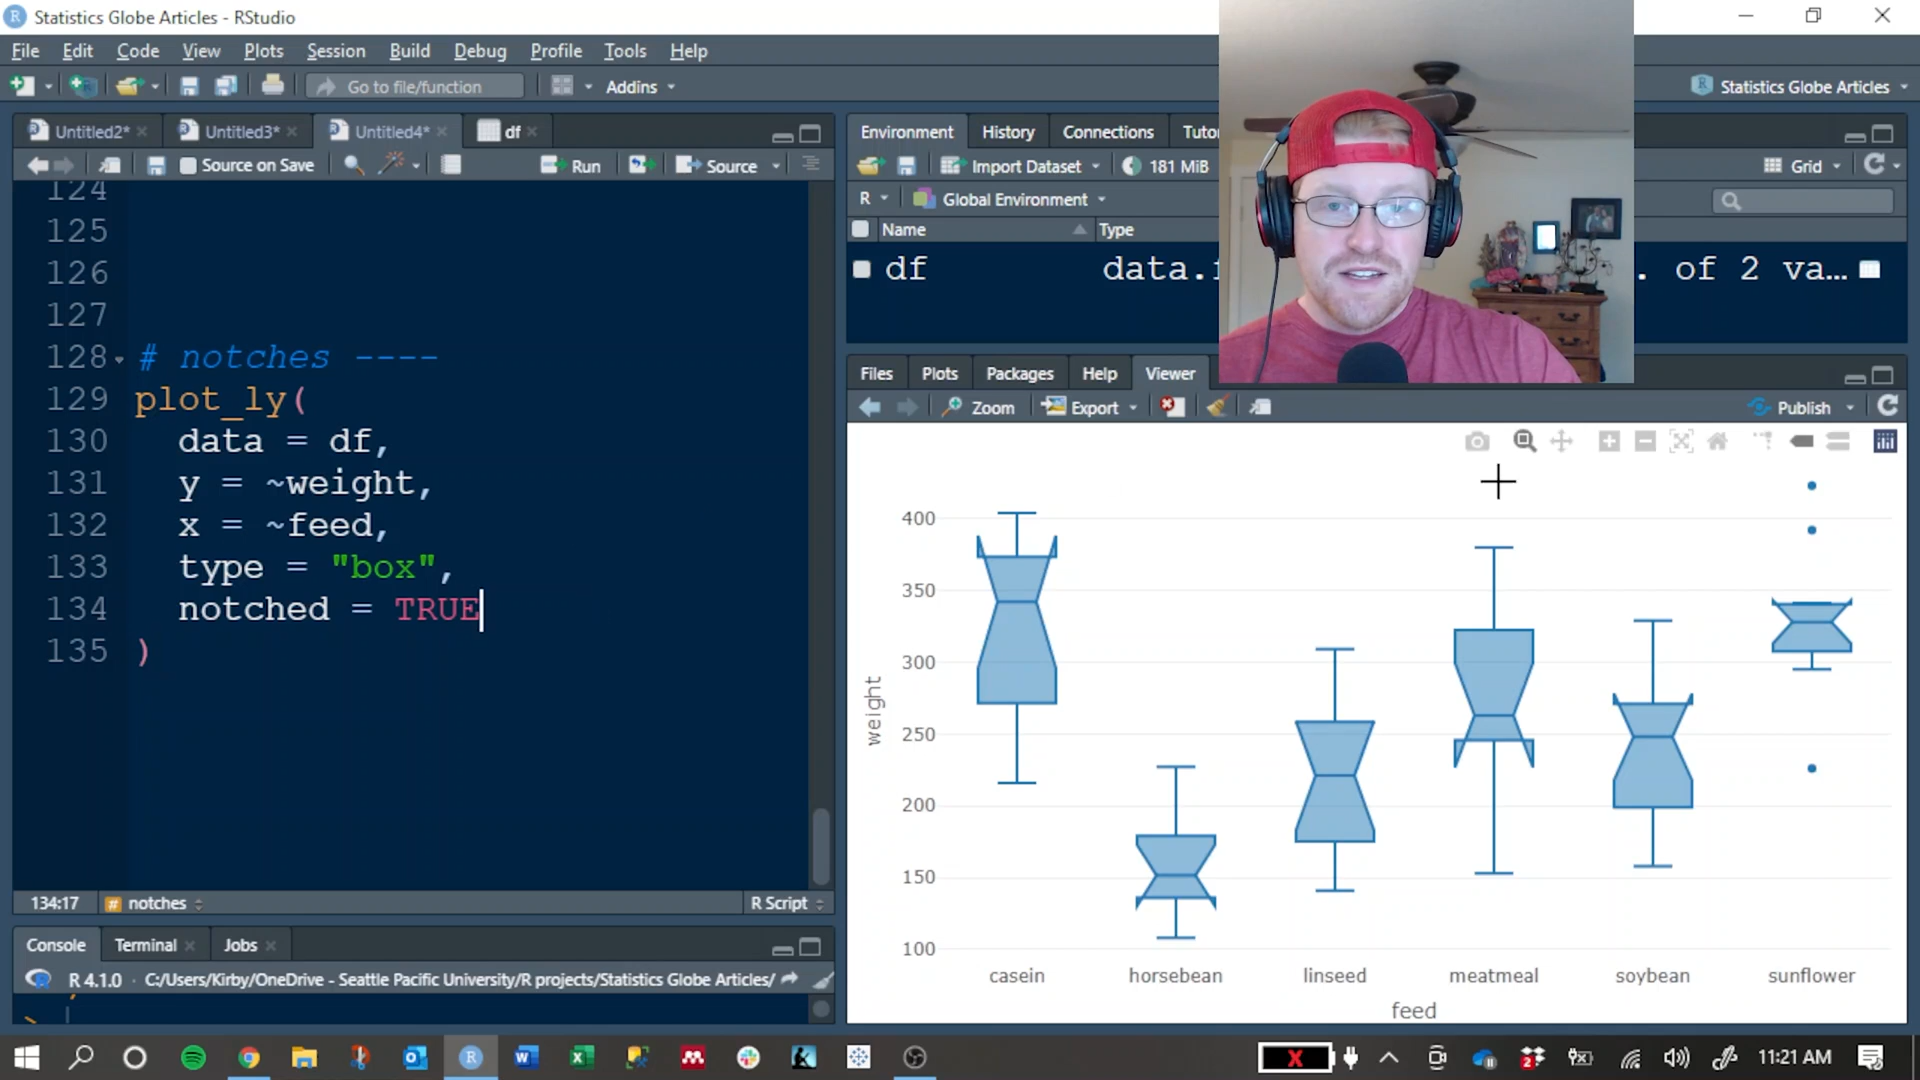 Statistics Globe Articles - RStudio
File Edit Code View Plots Session Build Debug Profile Tools Help
Go to file/function Addins
Statistics Globe Articles
Untitled2* Untitled3* Untitled4* df
Source on Save Run Source
124
125
126
127
128 # notches ----
129 plot_ly(
130 data = df,
131 y = ~weight,
132 x = ~feed,
133 type = "box",
134 notched = TRUE
135 )
134:17 # notches R Script
Console Terminal Jobs
R 4.1.0 C:/Users/Kirby/OneDrive - Seattle Pacific University/R projects/Statistics Globe Articles/
Environment History Connections Tutor
Import Dataset 181 MiB Grid
R Global Environment
Name Type
df data. of 2 va...
Files Plots Packages Help Viewer
Zoom Export Publish
400
350
300
250
200
150
100
weight
casein horsebean linseed meatmeal soybean sunflower
feed
X 2 11:21 AM